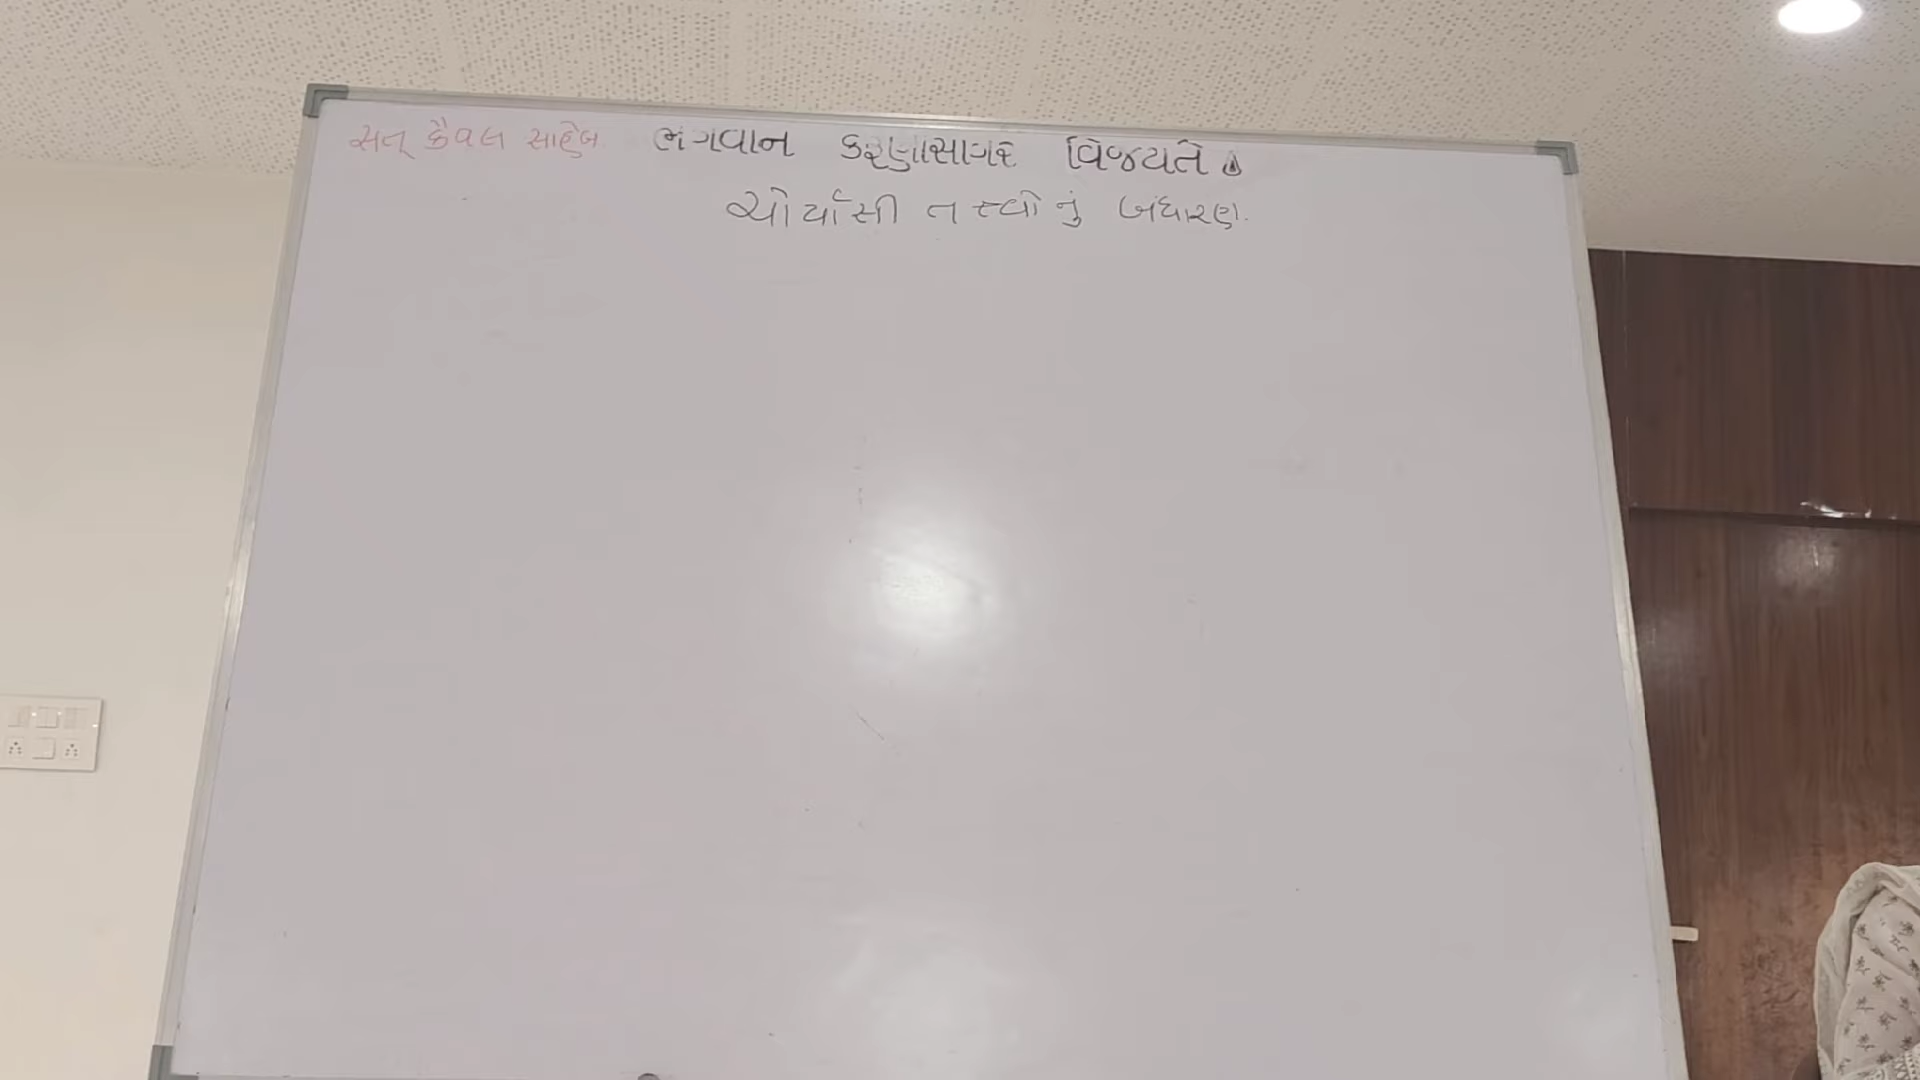 સત્ કૈવલ સાહેબ ભગવાન કરૂણાસાગર વિજયતે
ચોર્યાસી તત્ત્વોનું બંધારણ.